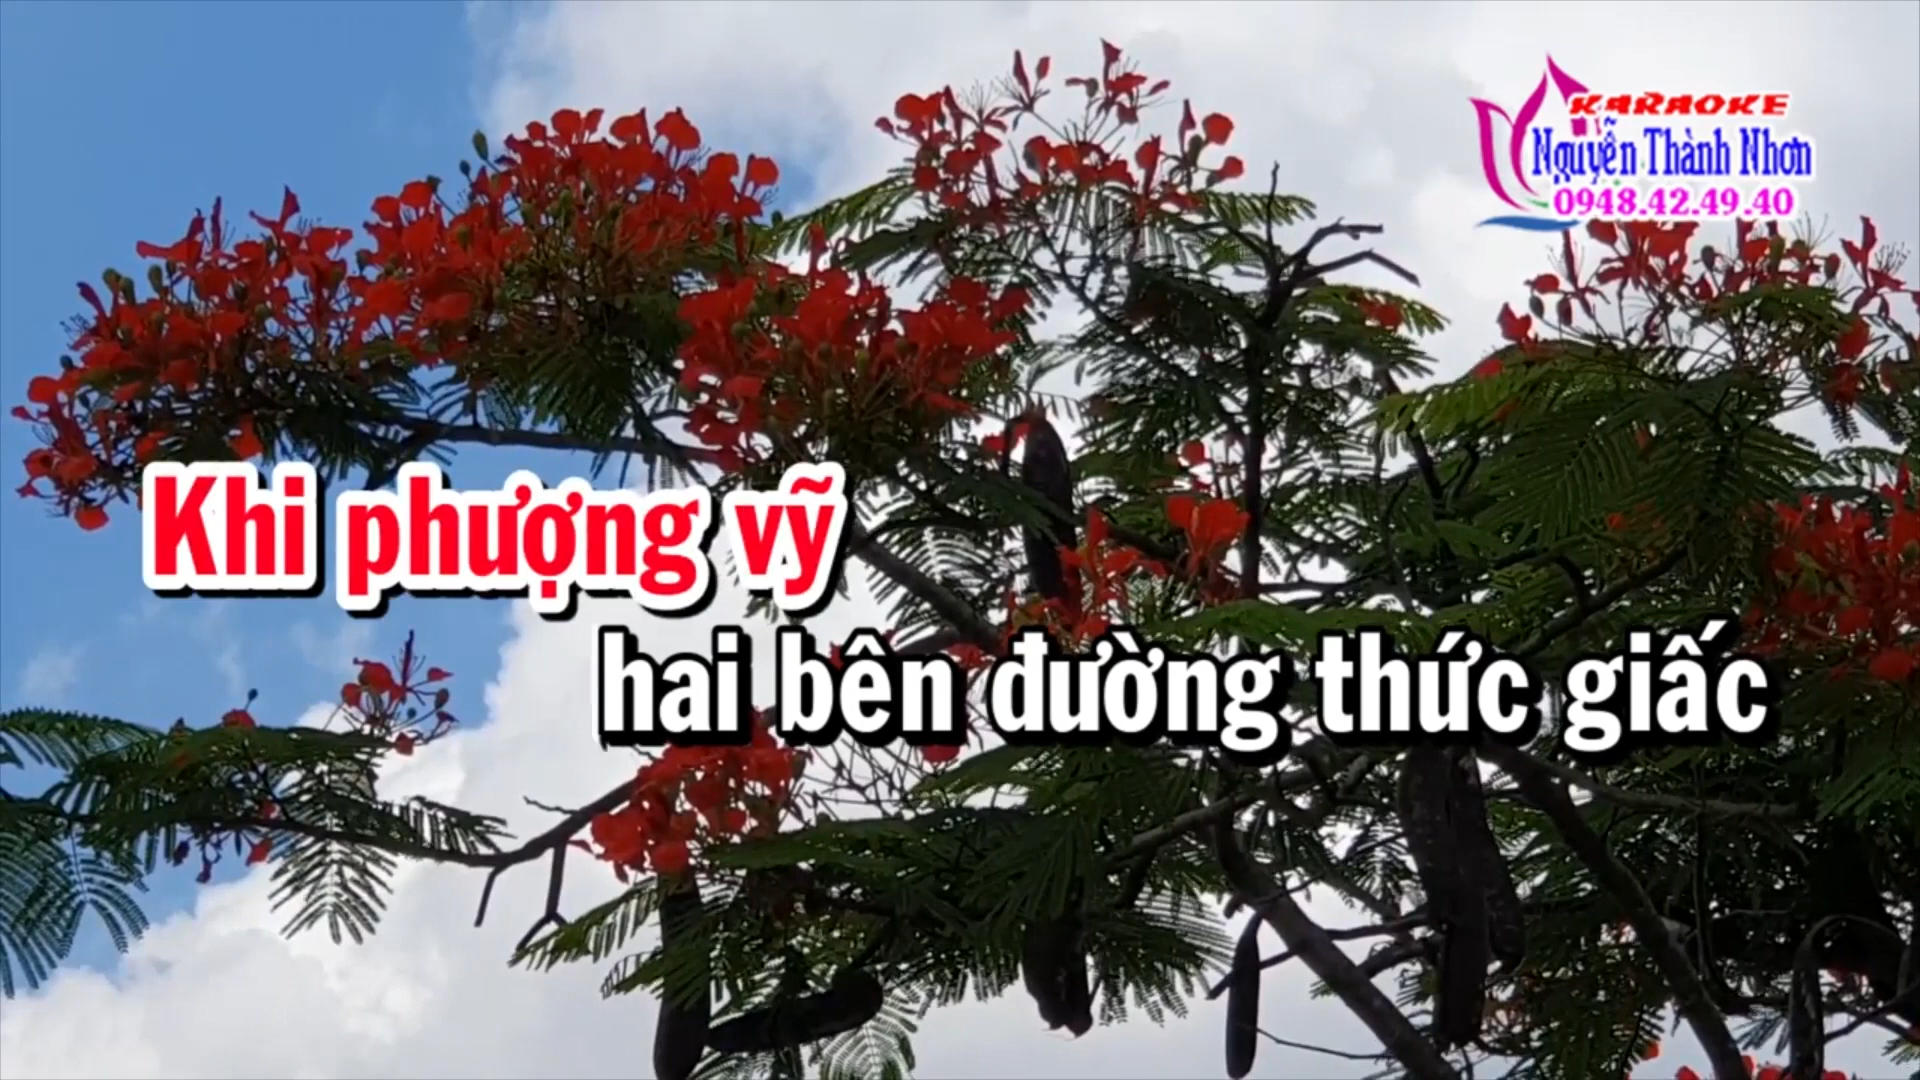 KARAOKE
Nguyễn Thành Nhơn
0948.42.49.40
Khi phượng vỹ
hai bên đường thức giấc